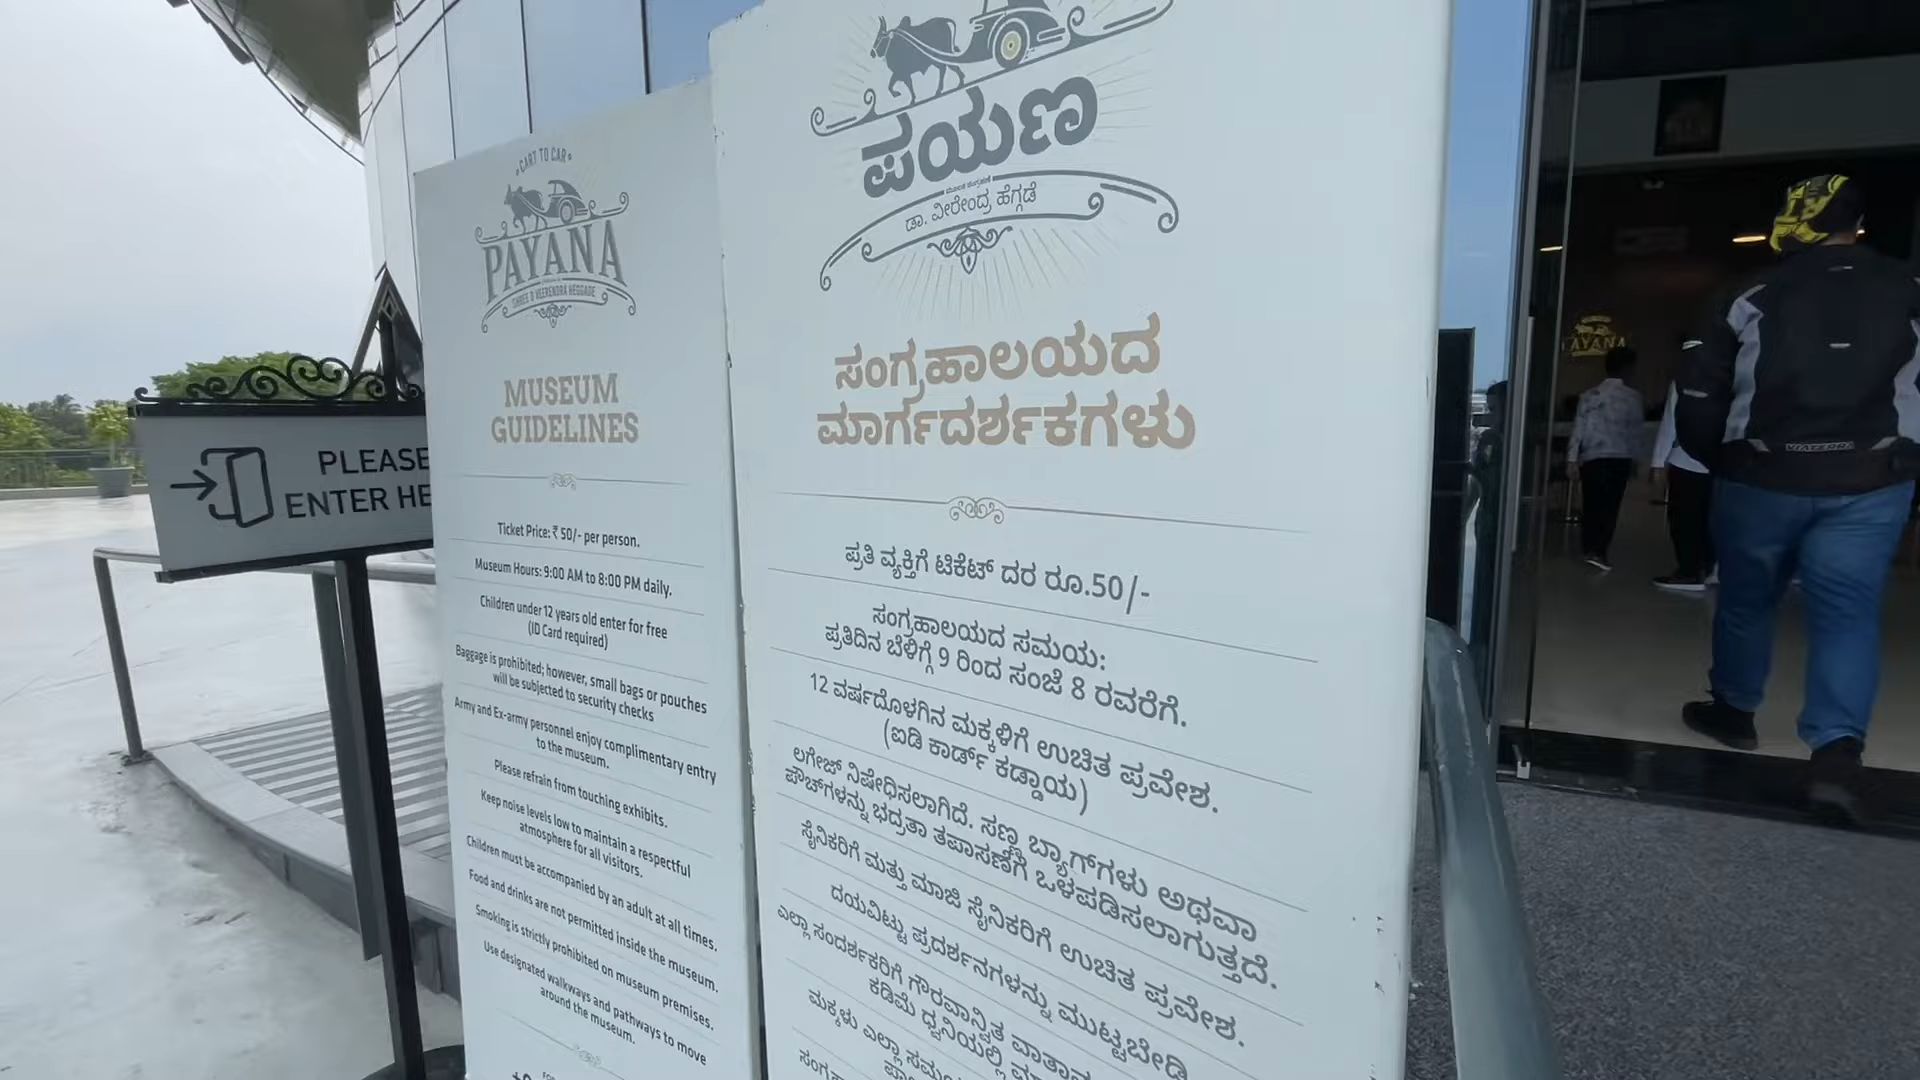 PLEASE
ENTER HE
CART TO CAR
PAYANA
SHREE D VEERENDRA HEGGADE
MUSEUM
GUIDELINES
Ticket Price: ₹ 50/- per person.
Museum Hours: 9:00 AM to 8:00 PM daily.
Children under 12 years old enter for free
(ID Card required)
Baggage is prohibited; however, small bags or pouches
will be subjected to security checks
Army and Ex-army personnel enjoy complimentary entry
to the museum.
Please refrain from touching exhibits.
Keep noise levels low to maintain a respectful
atmosphere for all visitors.
Children must be accompanied by an adult at all times.
Food and drinks are not permitted inside the museum.
Smoking is strictly prohibited on museum premises.
Use designated walkways and pathways to move
around the museum.
ಪಯಣ
ಡಾ. ವೀರೇಂದ್ರ ಹೆಗ್ಗಡೆ
ಸಂಗ್ರಹಾಲಯದ
ಮಾರ್ಗದರ್ಶಕಗಳು
ಪ್ರತಿ ವ್ಯಕ್ತಿಗೆ ಟಿಕೆಟ್ ದರ ರೂ.50/-
ಸಂಗ್ರಹಾಲಯದ ಸಮಯ:
ಪ್ರತಿದಿನ ಬೆಳಿಗ್ಗೆ 9 ರಿಂದ ಸಂಜೆ 8 ರವರೆಗೆ.
12 ವರ್ಷದೊಳಗಿನ ಮಕ್ಕಳಿಗೆ ಉಚಿತ ಪ್ರವೇಶ.
(ಐಡಿ ಕಾರ್ಡ್ ಕಡ್ಡಾಯ)
ಲಗೇಜ್ ನಿಷೇಧಿಸಲಾಗಿದೆ. ಸಣ್ಣ ಬ್ಯಾಗ್‌ಗಳು ಅಥವಾ
ಪೌಚ್‌ಗಳನ್ನು ಭದ್ರತಾ ತಪಾಸಣೆಗೆ ಒಳಪಡಿಸಲಾಗುತ್ತದೆ.
ಸೈನಿಕರಿಗೆ ಮತ್ತು ಮಾಜಿ ಸೈನಿಕರಿಗೆ ಉಚಿತ ಪ್ರವೇಶ.
ದಯವಿಟ್ಟು ಪ್ರದರ್ಶನಗಳನ್ನು ಮುಟ್ಟಬೇಡಿ
ಎಲ್ಲಾ ಸಂದರ್ಶಕರಿಗೆ ಗೌರವಾನ್ವಿತ ವಾತಾವ
ಕಡಿಮೆ ಧ್ವನಿಯಲ್ಲಿ
ಮಕ್ಕಳು ಎಲ್ಲಾ ಸಮ
ಸಂಗ್ರಹಾ
PAYANA
VIATERRA